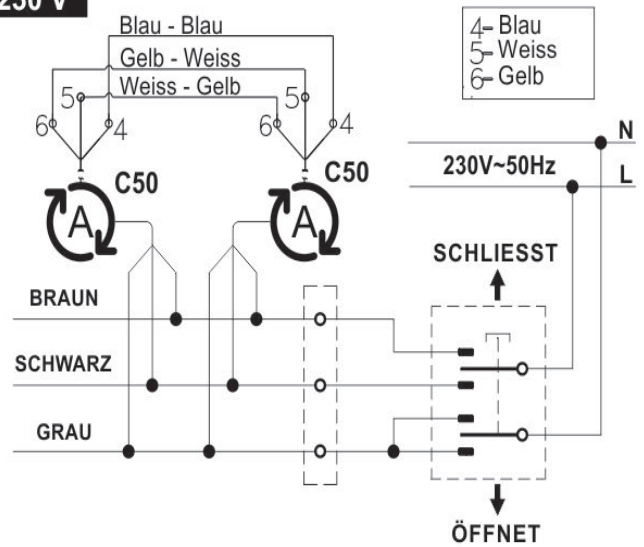 230 V
Blau - Blau
Gelb - Weiss
Weiss - Gelb
4- Blau
5- Weiss
6- Gelb
6 5 4
6 5 4
N
230V~50Hz
L
C50
C50
A
A
SCHLIESST
BRAUN
SCHWARZ
GRAU
ÖFFNET